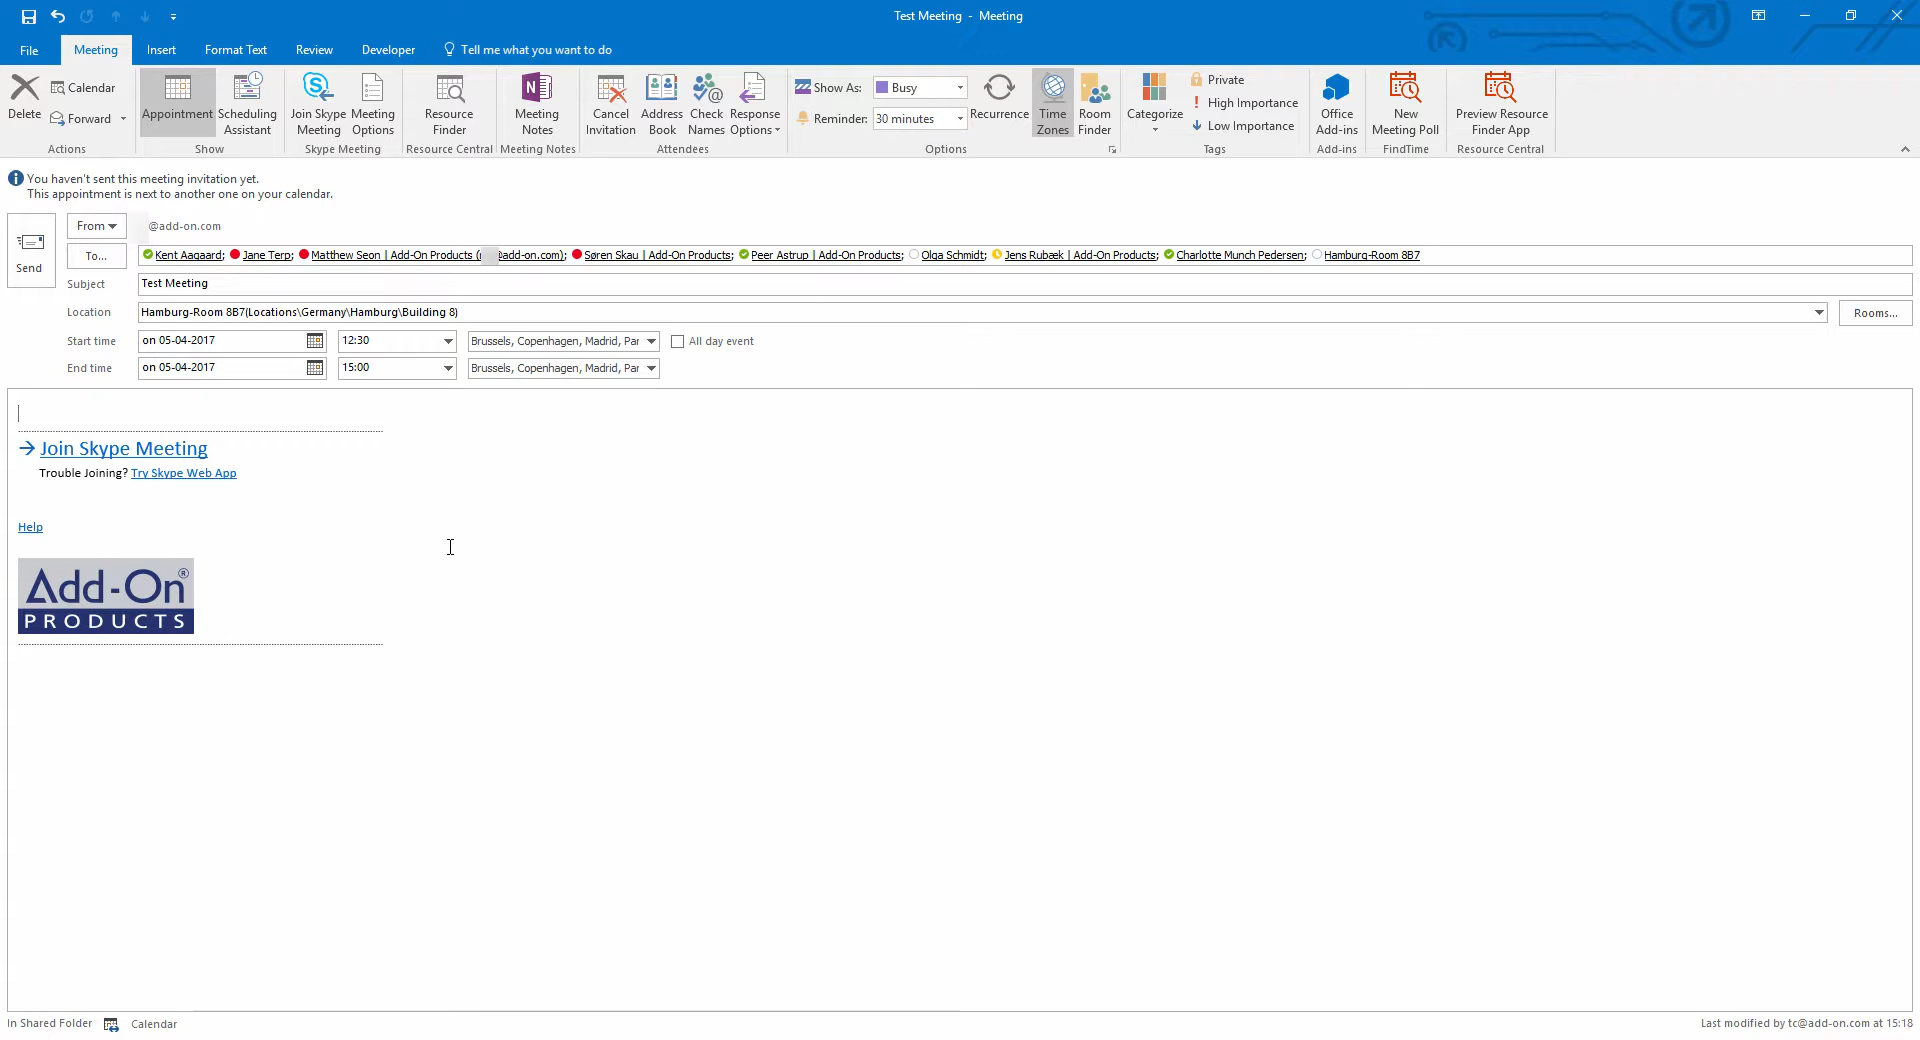 Test Meeting - Meeting
File Meeting Insert Format Text Review Developer Tell me what you want to do
Delete
Calendar
Forward
Actions
Appointment
Scheduling
Assistant
Show
Join Skype
Meeting
Meeting
Options
Skype Meeting
Resource
Finder
Resource Central
Meeting
Notes
Meeting Notes
Cancel
Invitation
Address
Book
Check
Names
Response
Options
Attendees
Show As: Busy
Reminder: 30 minutes
Recurrence
Time
Zones
Room
Finder
Options
Categorize
Private
High Importance
Low Importance
Tags
Office
Add-ins
Add-ins
New
Meeting Poll
FindTime
Preview Resource
Finder App
Resource Central
You haven't sent this meeting invitation yet.
This appointment is next to another one on your calendar.
Send
From @add-on.com
To... Kent Aagaard; Jane Terp; Matthew Seon | Add-On Products ( @add-on.com); Søren Skau | Add-On Products; Peer Astrup | Add-On Products; Olga Schmidt; Jens Rubæk | Add-On Products; Charlotte Munch Pedersen; Hamburg-Room 8B7
Subject Test Meeting
Location Hamburg-Room 8B7(Locations\Germany\Hamburg\Building 8) Rooms...
Start time on 05-04-2017 12:30 Brussels, Copenhagen, Madrid, Par All day event
End time on 05-04-2017 15:00 Brussels, Copenhagen, Madrid, Par
Join Skype Meeting
Trouble Joining? Try Skype Web App
Help
Add-On®
PRODUCTS
In Shared Folder Calendar Last modified by tc@add-on.com at 15:18